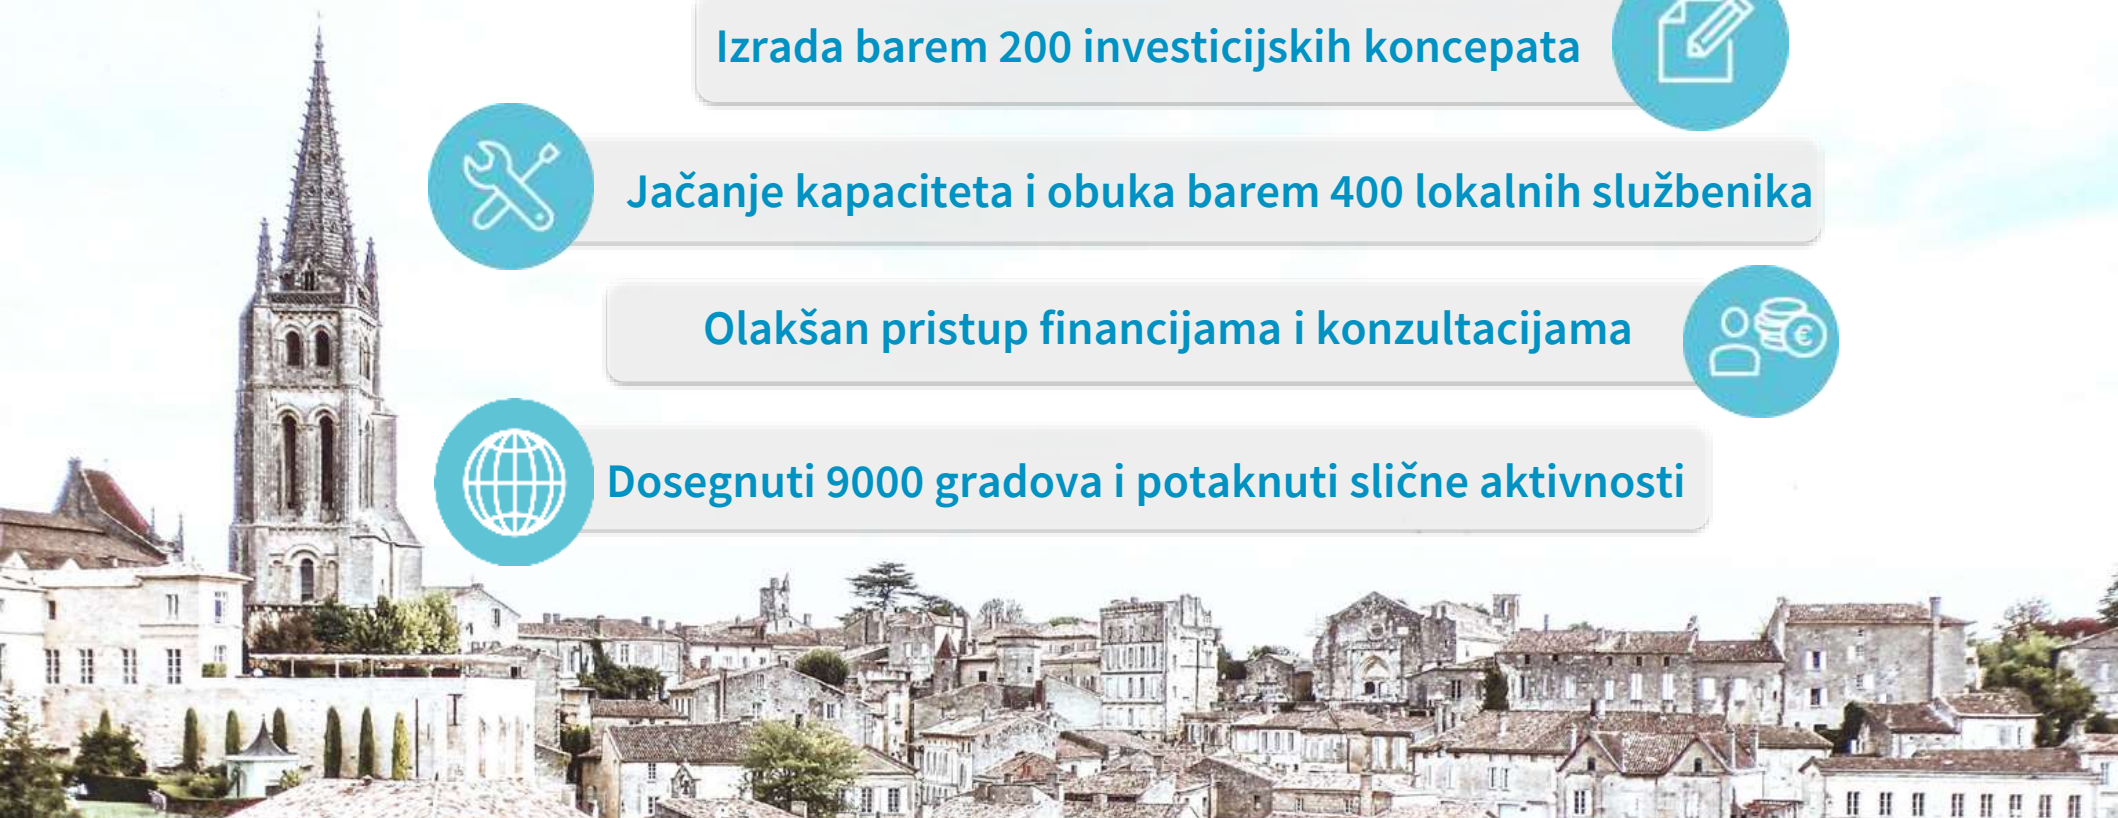 Izrada barem 200 investicijskih koncepata
Jačanje kapaciteta i obuka barem 400 lokalnih službenika
Olakšan pristup financijama i konzultacijama
Dosegnuti 9000 gradova i potaknuti slične aktivnosti